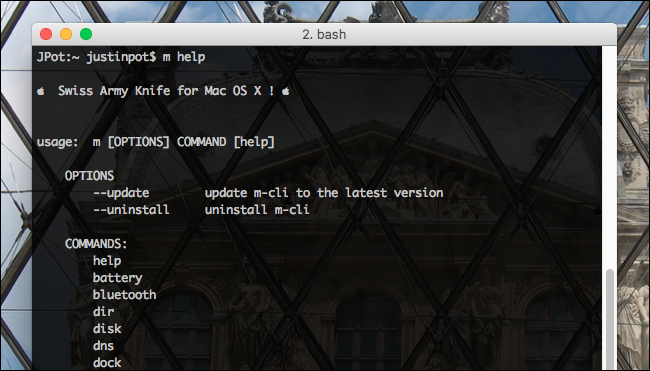 2. bash
JPot:~ justinpot$ m help
 Swiss Army Knife for Mac OS X ! 
usage:  m [OPTIONS] COMMAND [help]
OPTIONS
--update        update m-cli to the latest version
--uninstall     uninstall m-cli
COMMANDS:
help
battery
bluetooth
dir
disk
dns
dock